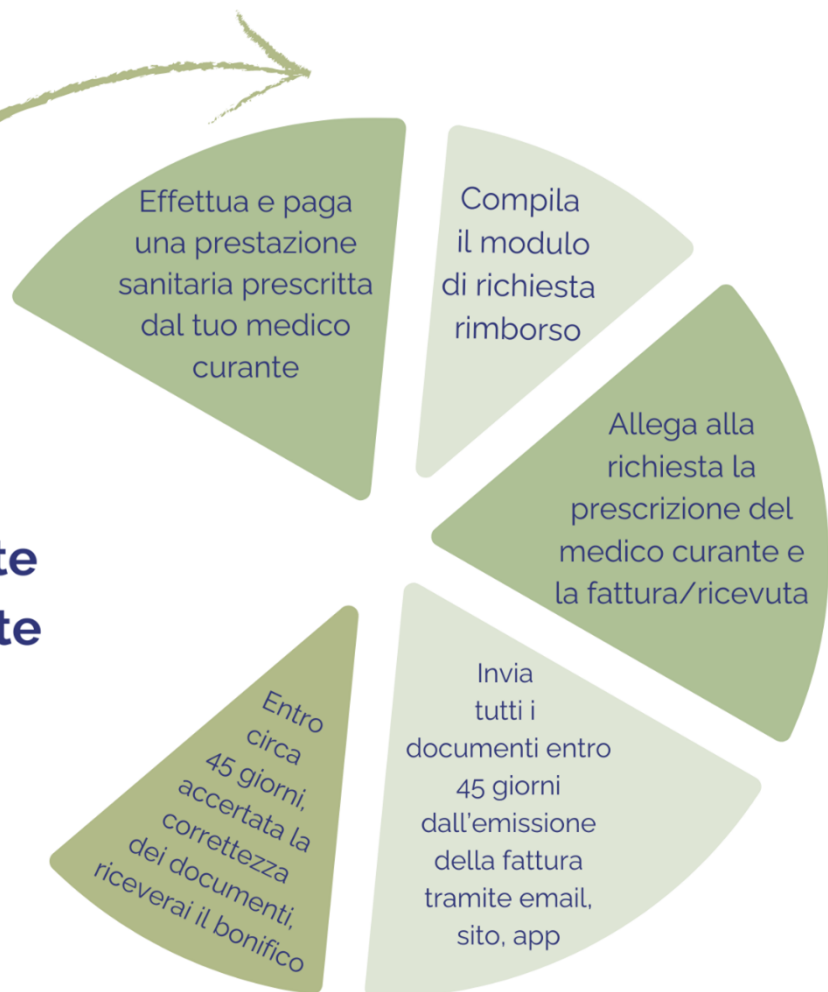 Effettua e paga
una prestazione
sanitaria prescritta
dal tuo medico
curante
Compila
il modulo
di richiesta
rimborso
Allega alla
richiesta la
prescrizione del
medico curante e
la fattura/ricevuta
Invia
tutti i
documenti entro
45 giorni
dall'emissione
della fattura
tramite email,
sito, app
Entro
circa
45 giorni,
accertata la
correttezza
dei documenti,
riceverai il bonifico
te
te